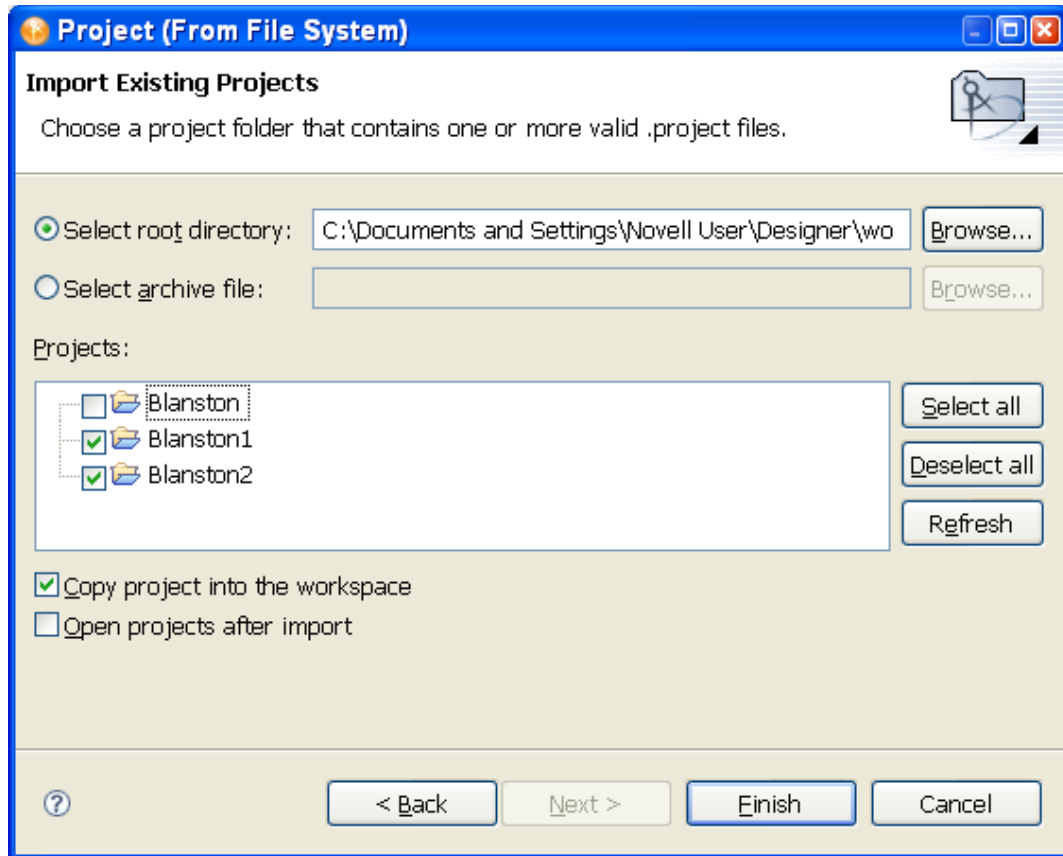 Project (From File System)
Import Existing Projects
Choose a project folder that contains one or more valid .project files.
Select root directory: C:\Documents and Settings\Novell User\Designer\wo Browse...
Select archive file: Browse...
Projects:
Blanston
Blanston1
Blanston2
Select all
Deselect all
Refresh
Copy project into the workspace
Open projects after import
? < Back Next > Finish Cancel